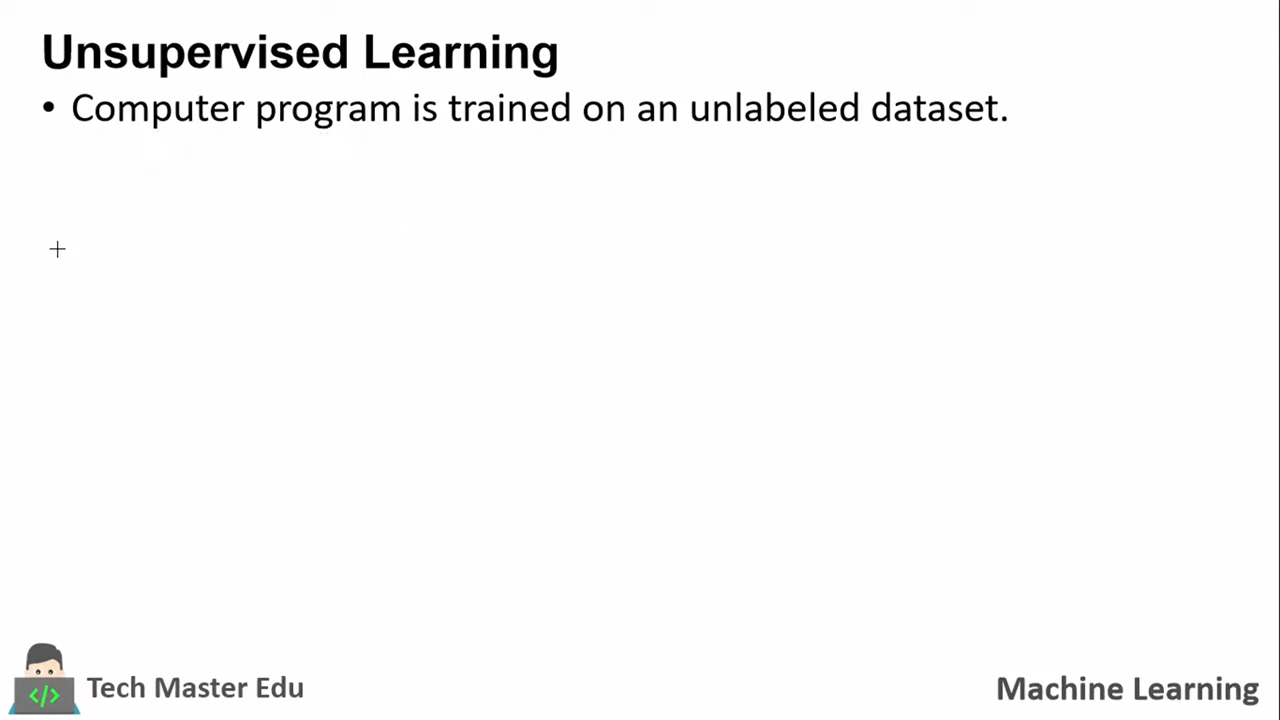 Unsupervised Learning
• Computer program is trained on an unlabeled dataset.
</>
Tech Master Edu
Machine Learning